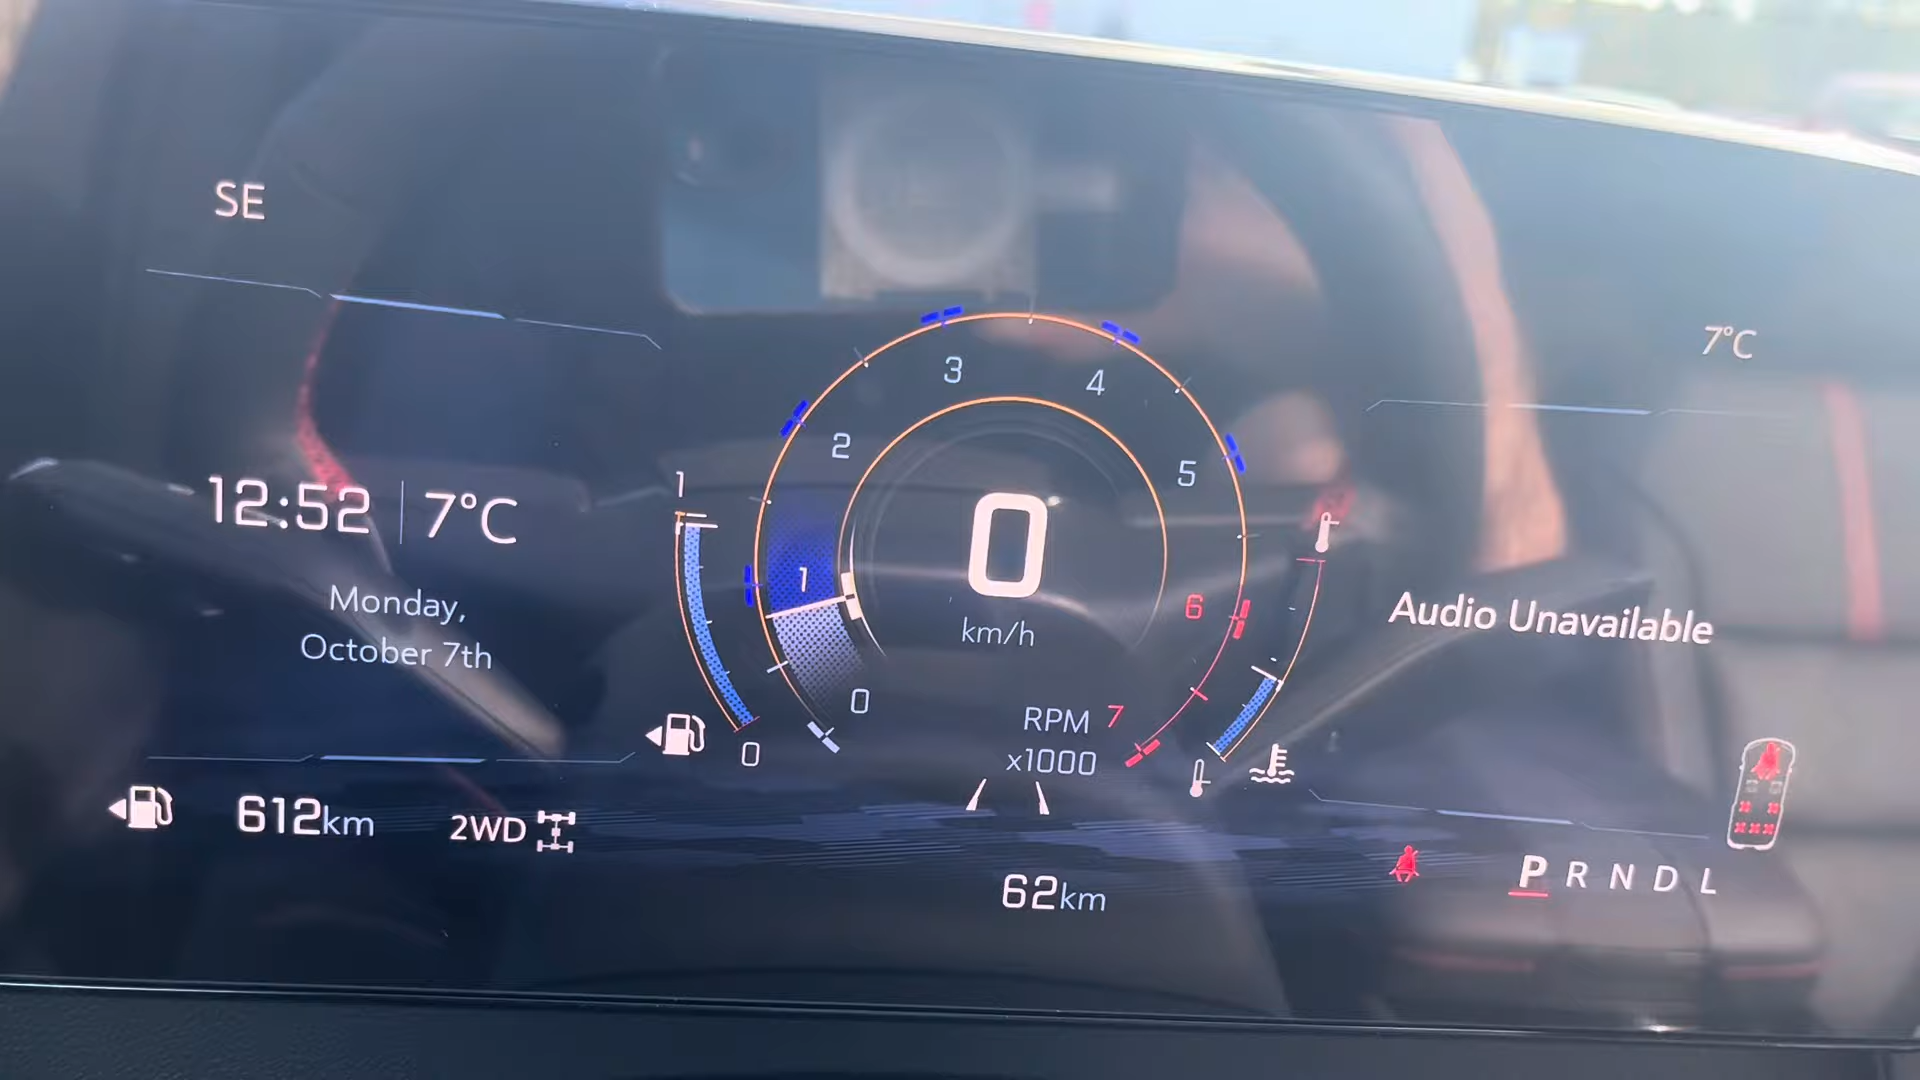 SE
7°C
12:52 | 7°C
Monday,
October 7th
612km
2WD
1
0
0
1
2
3
4
5
6
7
0
km/h
RPM
x1000
62km
Audio Unavailable
P R N D L